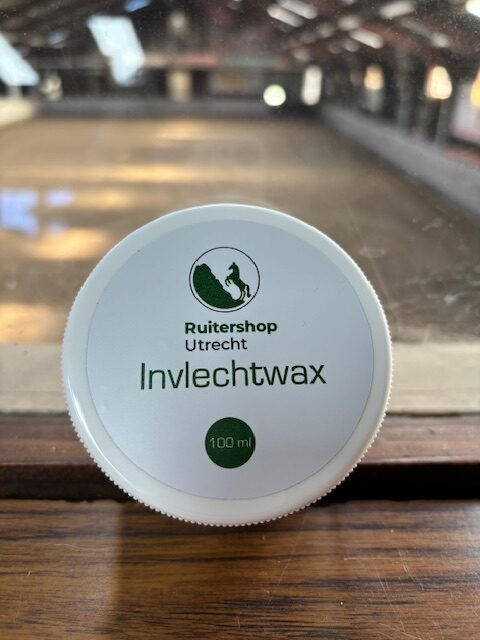 Ruitershop
Utrecht
Invlechtwax
100 ml